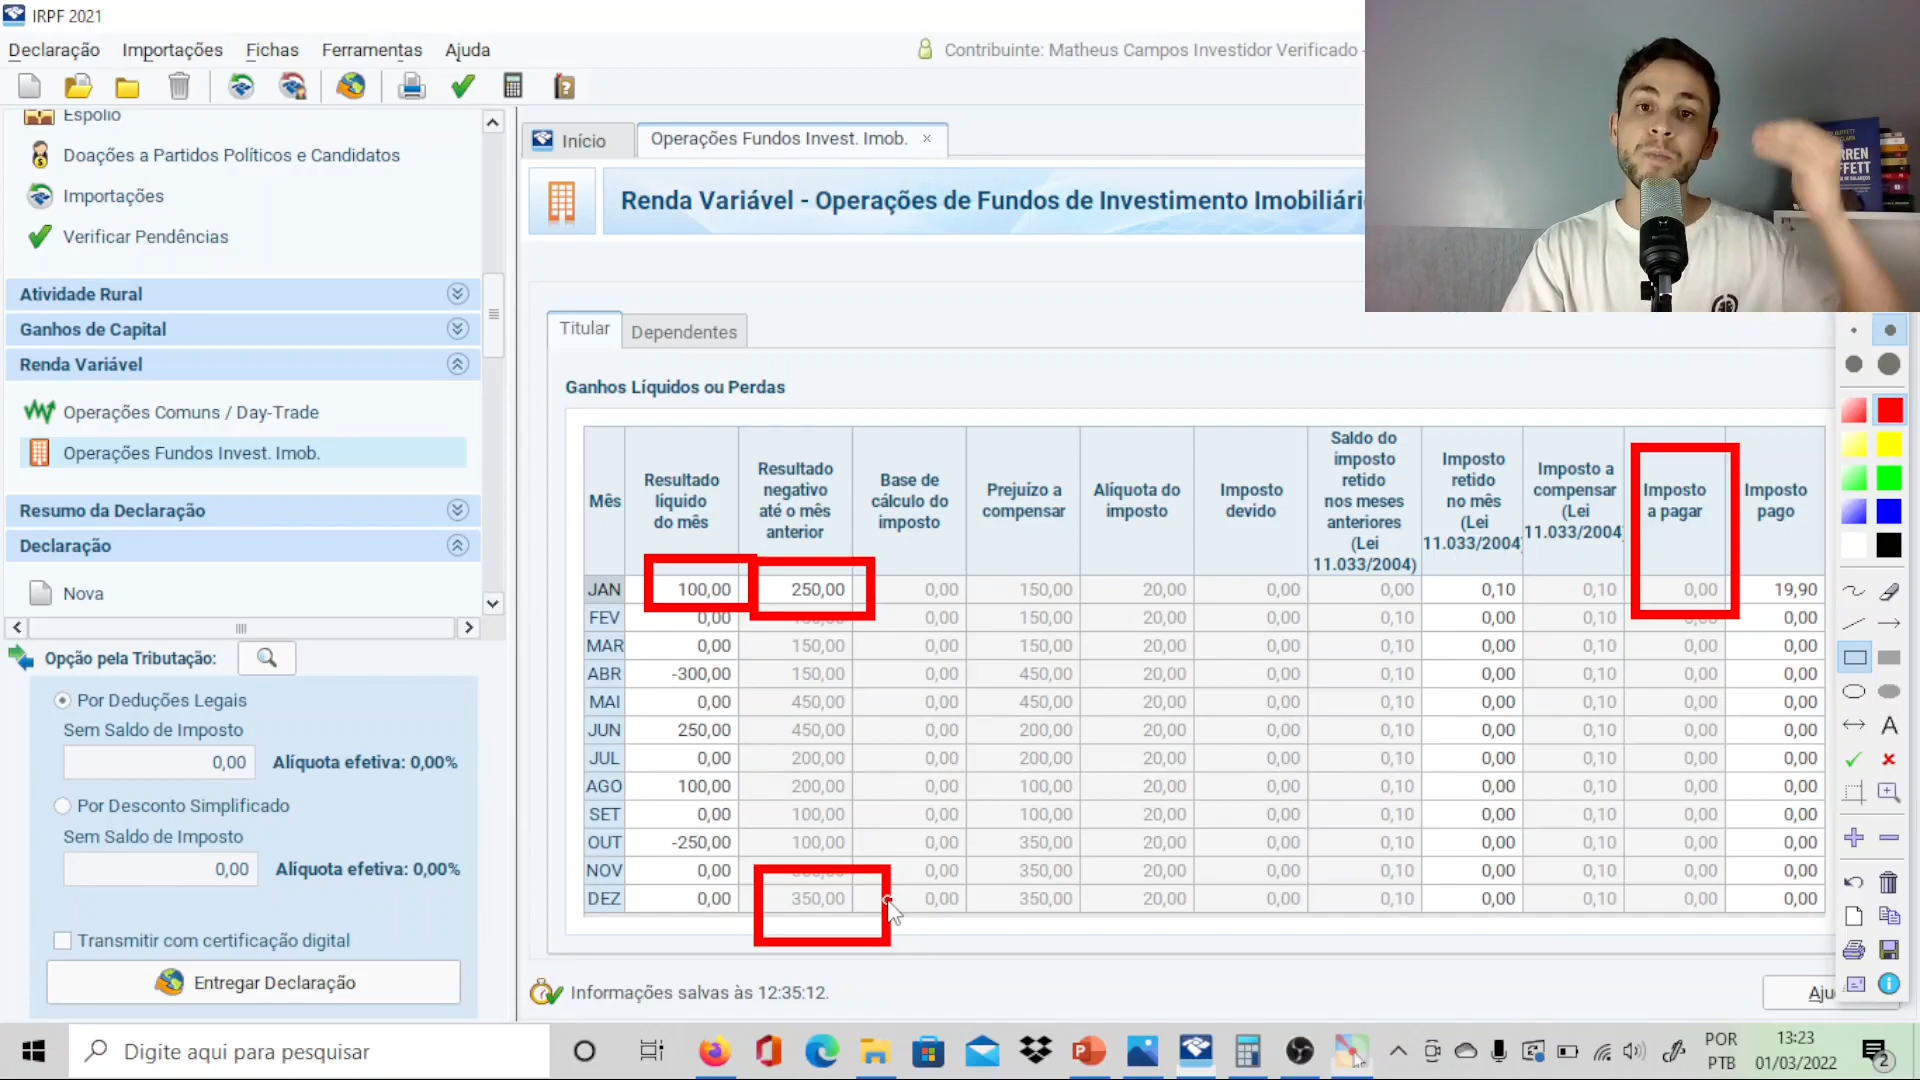 IRPF 2021
Declaração Importações Fichas Ferramentas Ajuda
Contribuinte: Matheus Campos Investidor Verificado -
Espólio
Doações a Partidos Políticos e Candidatos
Importações
Verificar Pendências
Atividade Rural
Ganhos de Capital
Renda Variável
Operações Comuns / Day-Trade
Operações Fundos Invest. Imob.
Resumo da Declaração
Declaração
Nova
Opção pela Tributação:
Por Deduções Legais
Sem Saldo de Imposto
0,00 Alíquota efetiva: 0,00%
Por Desconto Simplificado
Sem Saldo de Imposto
0,00 Alíquota efetiva: 0,00%
Transmitir com certificação digital
Entregar Declaração
Início
Operações Fundos Invest. Imob. ×
Renda Variável - Operações de Fundos de Investimento Imobiliári
Titular Dependentes
Ganhos Líquidos ou Perdas
Mês
Resultado
líquido
do mês
Resultado
negativo
até o mês
anterior
Base de
cálculo do
imposto
Prejuízo a
compensar
Alíquota do
imposto
Imposto
devido
Saldo do
imposto
retido
nos meses
anteriores
(Lei
11.033/2004)
Imposto
retido
no mês
(Lei
11.033/2004
Imposto a
compensar
(Lei
11.033/2004
Imposto
a pagar
Imposto
pago
JAN 100,00 250,00 0,00 150,00 20,00 0,00 0,00 0,10 0,10 0,00 19,90
FEV 0,00 0,00 150,00 20,00 0,00 0,10 0,00 0,10 0,00
MAR 0,00 150,00 0,00 150,00 20,00 0,00 0,10 0,00 0,10 0,00 0,00
ABR -300,00 150,00 0,00 450,00 20,00 0,00 0,10 0,00 0,10 0,00 0,00
MAI 0,00 450,00 0,00 450,00 20,00 0,00 0,10 0,00 0,10 0,00 0,00
JUN 250,00 450,00 0,00 200,00 20,00 0,00 0,10 0,00 0,10 0,00 0,00
JUL 0,00 200,00 0,00 200,00 20,00 0,00 0,10 0,00 0,10 0,00 0,00
AGO 100,00 200,00 0,00 100,00 20,00 0,00 0,10 0,00 0,10 0,00 0,00
SET 0,00 100,00 0,00 100,00 20,00 0,00 0,10 0,00 0,10 0,00 0,00
OUT -250,00 100,00 0,00 350,00 20,00 0,00 0,10 0,00 0,10 0,00 0,00
NOV 0,00 0,00 350,00 20,00 0,00 0,10 0,00 0,10 0,00 0,00
DEZ 0,00 350,00 0,00 350,00 20,00 0,00 0,10 0,00 0,10 0,00 0,00
Informações salvas às 12:35:12.
Aju
A
Digite aqui para pesquisar
POR
PTB
13:23
01/03/2022
2